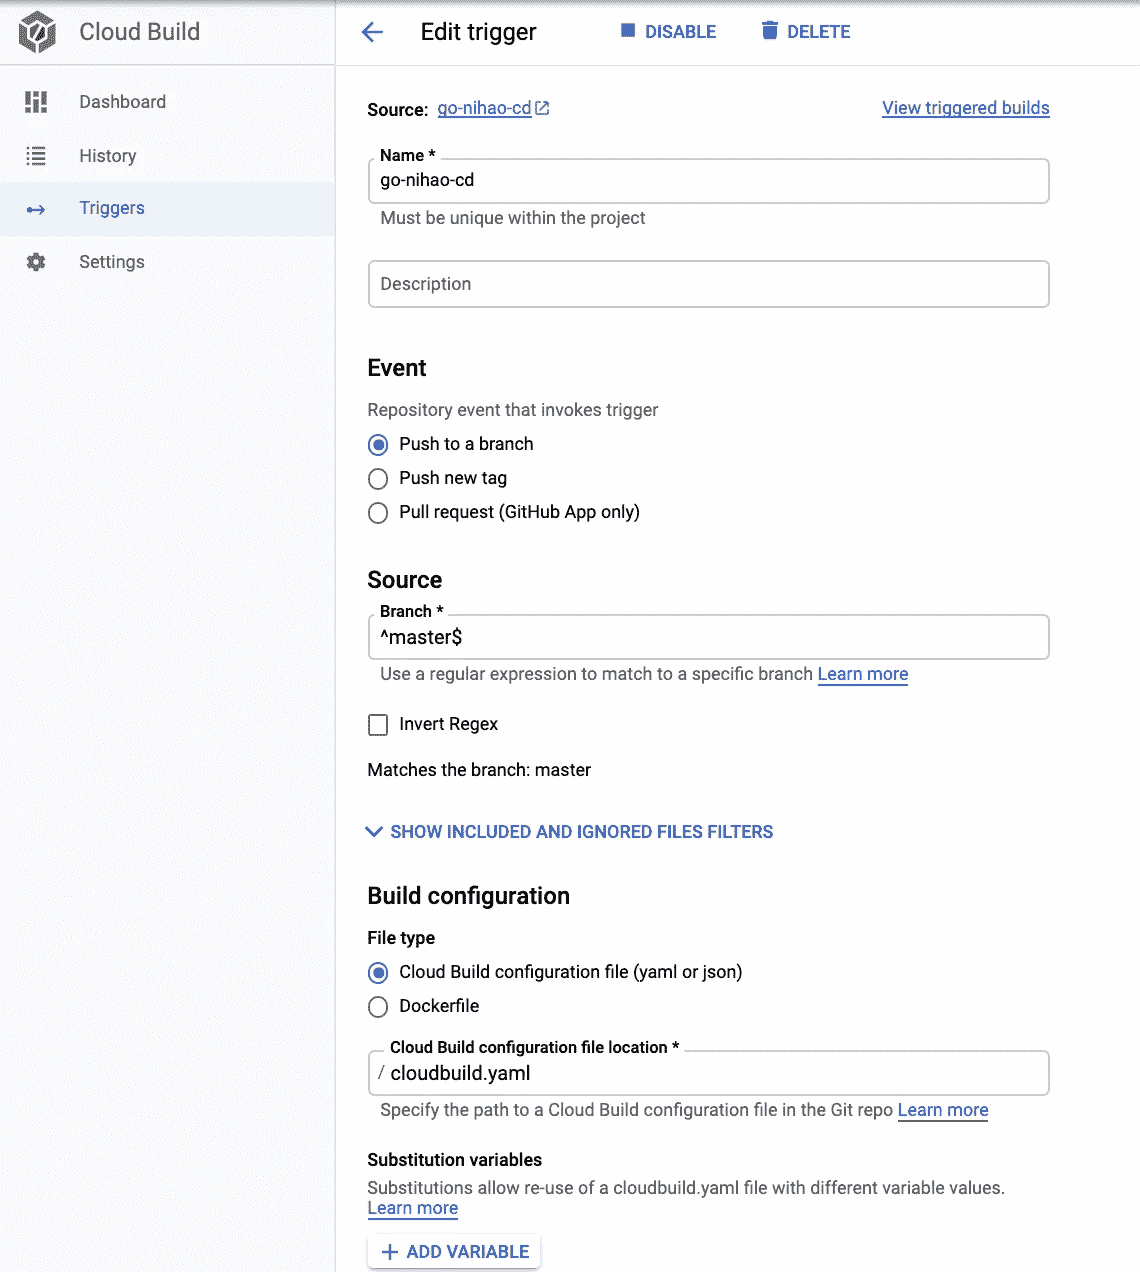 Cloud Build
Edit trigger
DISABLE
DELETE
Dashboard
History
Triggers
Settings
Source: go-nihao-cd
View triggered builds
Name *
go-nihao-cd
Must be unique within the project
Description
Event
Repository event that invokes trigger
Push to a branch
Push new tag
Pull request (GitHub App only)
Source
Branch *
^master$
Use a regular expression to match to a specific branch Learn more
Invert Regex
Matches the branch: master
SHOW INCLUDED AND IGNORED FILES FILTERS
Build configuration
File type
Cloud Build configuration file (yaml or json)
Dockerfile
Cloud Build configuration file location *
/ cloudbuild.yaml
Specify the path to a Cloud Build configuration file in the Git repo Learn more
Substitution variables
Substitutions allow re-use of a cloudbuild.yaml file with different variable values.
Learn more
+ ADD VARIABLE